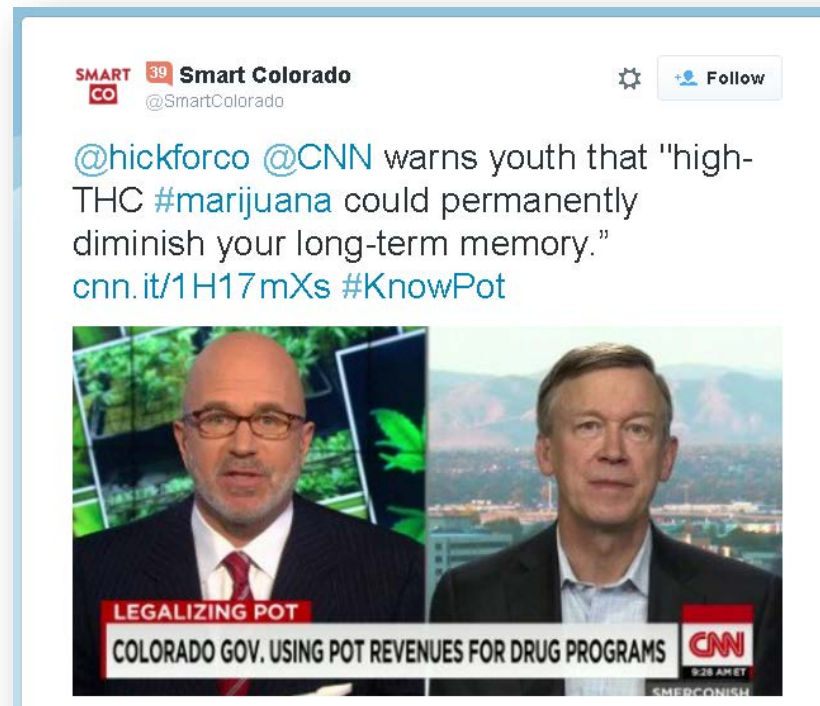 SMART
CO
39 Smart Colorado
@SmartColorado
Follow
@hickforco @CNN warns youth that "high-
THC #marijuana could permanently
diminish your long-term memory.”
cnn.it/1H17mXs #KnowPot
LEGALIZING POT
COLORADO GOV. USING POT REVENUES FOR DRUG PROGRAMS
CNN
9:28 AM ET
SMERCONISH